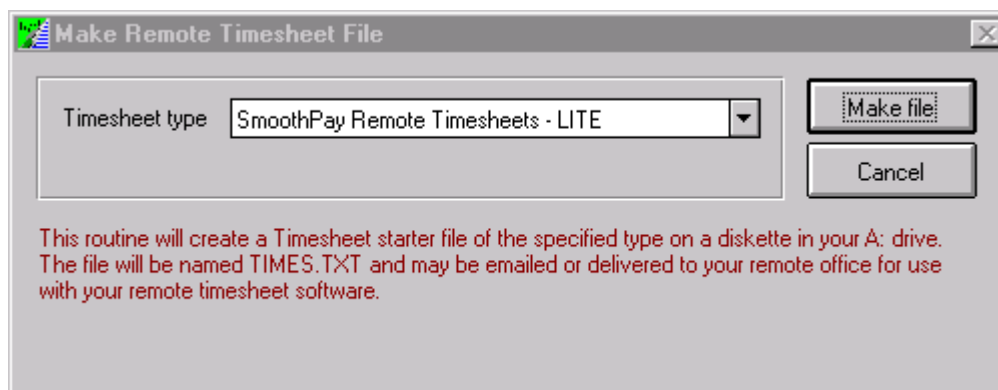 Make Remote Timesheet File
Timesheet type
SmoothPay Remote Timesheets - LITE
Make file
Cancel
This routine will create a Timesheet starter file of the specified type on a diskette in your A: drive.
The file will be named TIMES.TXT and may be emailed or delivered to your remote office for use
with your remote timesheet software.